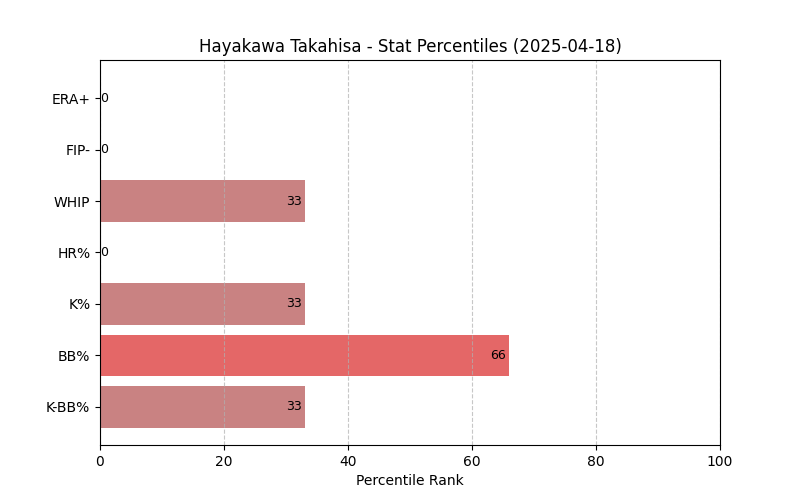 Hayakawa Takahisa - Stat Percentiles (2025-04-18)
ERA+ 0
FIP- 0
WHIP 33
HR% 0
K% 33
BB% 66
K-BB% 33
0 20 40 60 80 100
Percentile Rank